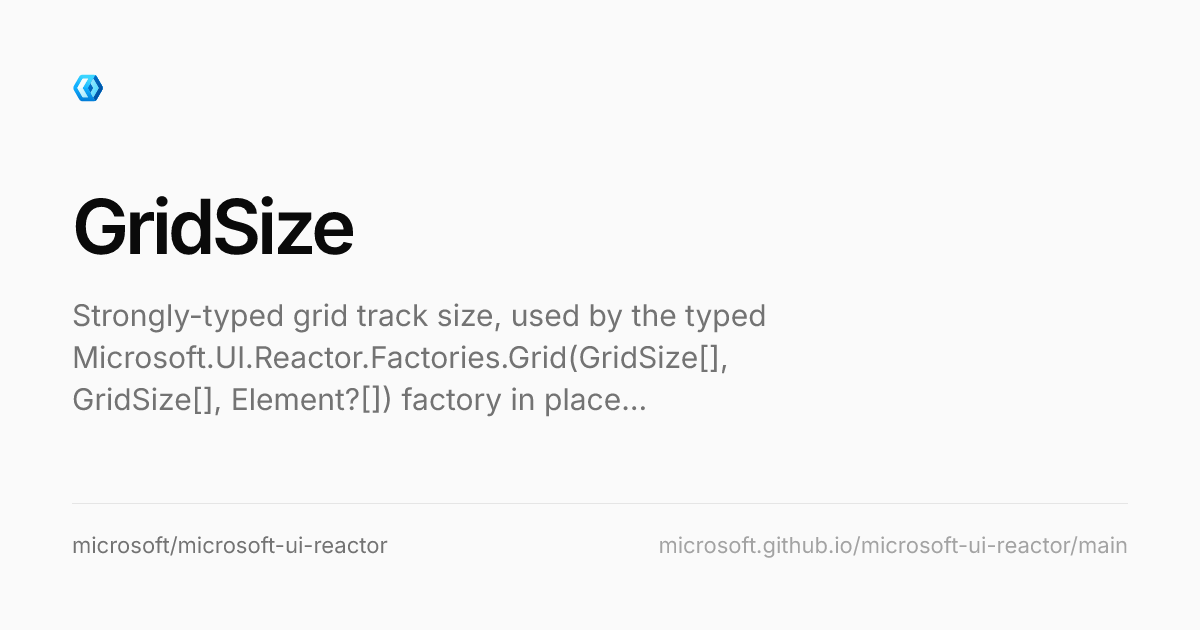 GridSize
Strongly-typed grid track size, used by the typed
Microsoft.UI.Reactor.Factories.Grid(GridSize[],
GridSize[], Element?[]) factory in place...
microsoft/microsoft-ui-reactor
microsoft.github.io/microsoft-ui-reactor/main